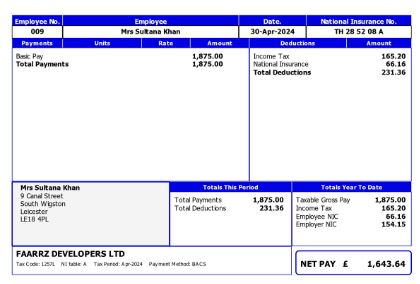 Employee No. Employee Date. National Insurance No.
009 Mrs Sultana Khan 30-Apr-2024 TH 28 52 08 A
Payments Units Rate Amount Deductions Amount
Basic Pay 1,875.00 Income Tax 165.20
Total Payments 1,875.00 National Insurance 66.16
Total Deductions 231.36
Mrs Sultana Khan Totals This Period Totals Year To Date
9 Canal Street Total Payments 1,875.00 Taxable Gross Pay 1,875.00
South Wigston Total Deductions 231.36 Income Tax 165.20
Leicester Employee NIC 66.16
LE18 4PL Employer NIC 154.15
FAARRZ DEVELOPERS LTD
Tax Code: 1257L NI table: A Tax Period: Apr-2024 Payment Method: BACS
NET PAY £ 1,643.64